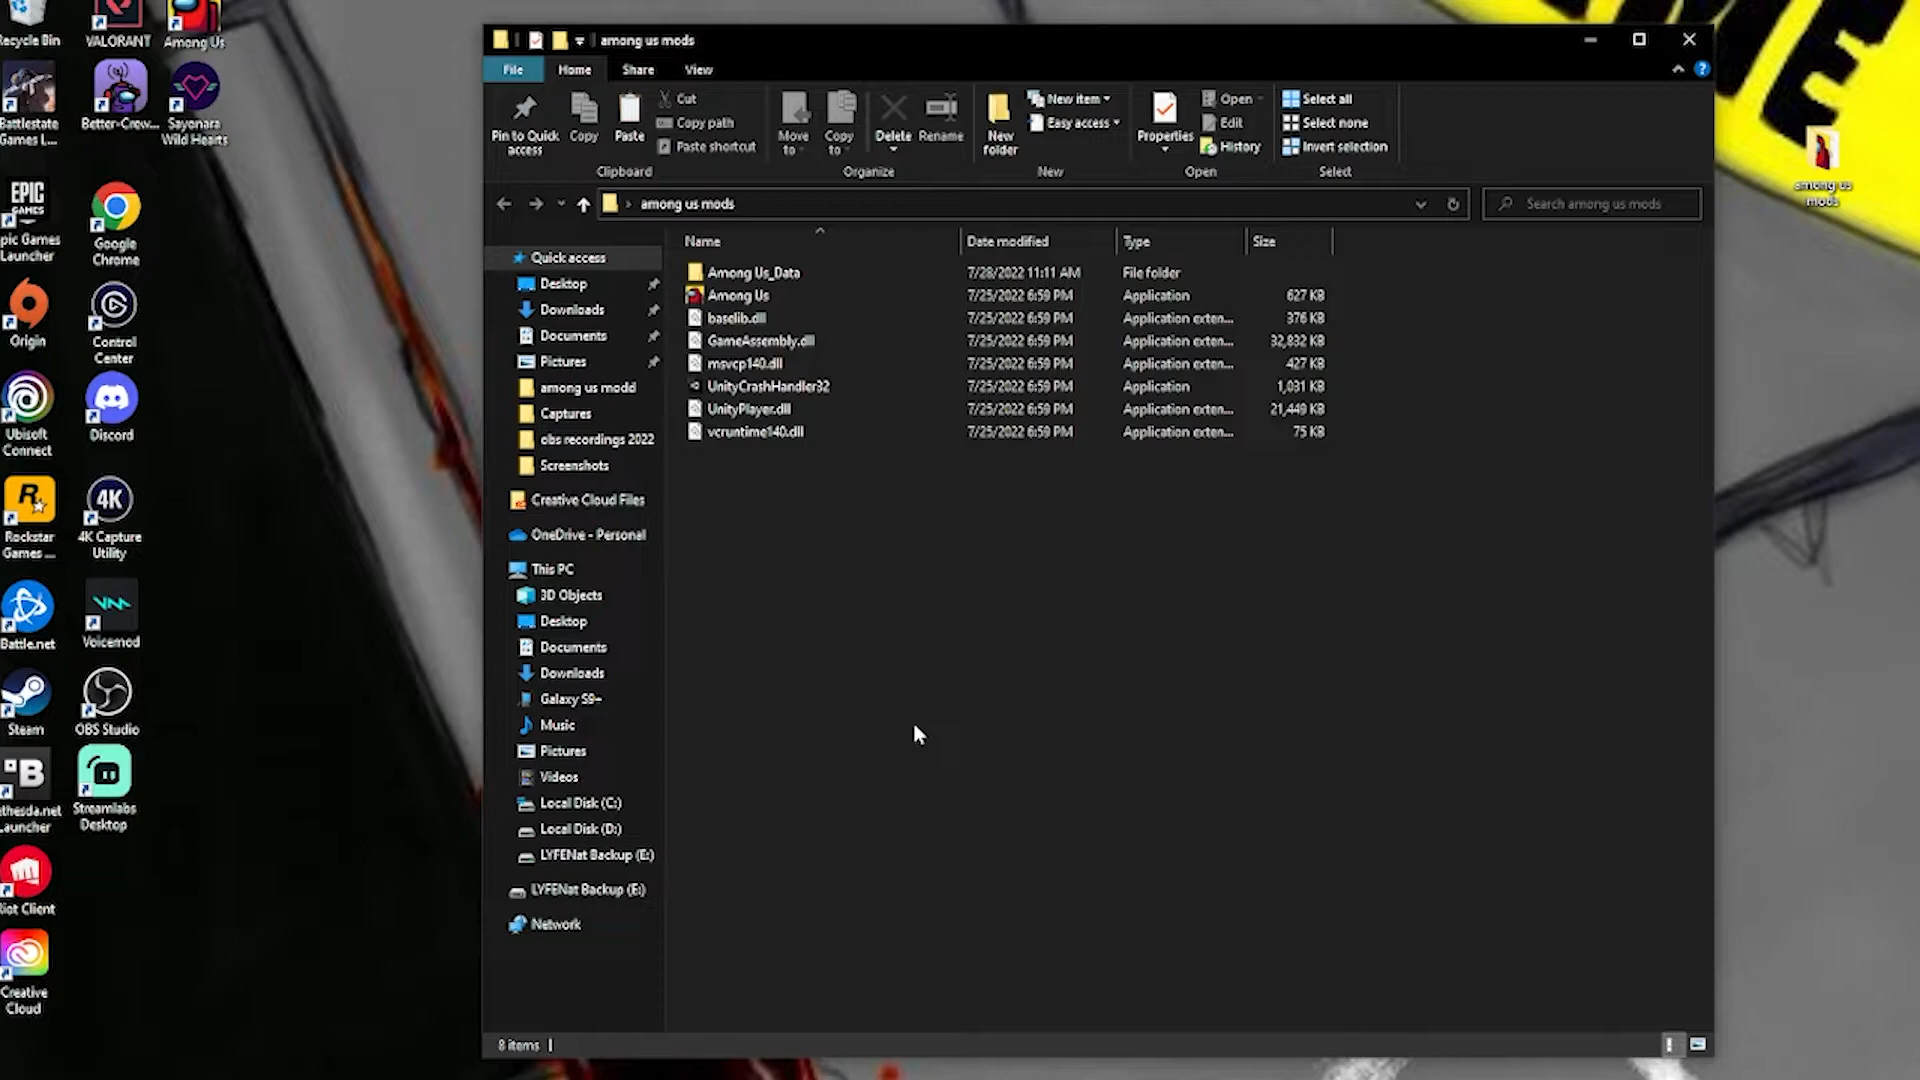 among us mods
File Home Share View
Pin to Quick access
Copy
Paste
Cut
Copy path
Paste shortcut
Clipboard
Move to
Copy to
Delete
Rename
Organize
New folder
New item
Easy access
New
Properties
Open
Edit
History
Open
Select all
Select none
Invert selection
Select
among us mods
Search among us mods
Name Date modified Type Size
Among Us_Data 7/28/2022 11:11 AM File folder
Among Us 7/25/2022 6:59 PM Application 627 KB
baselib.dll 7/25/2022 6:59 PM Application exten... 376 KB
GameAssembly.dll 7/25/2022 6:59 PM Application exten... 32,832 KB
msvcp140.dll 7/25/2022 6:59 PM Application exten... 427 KB
UnityCrashHandler32 7/25/2022 6:59 PM Application 1,031 KB
UnityPlayer.dll 7/25/2022 6:59 PM Application exten... 21,449 KB
vcruntime140.dll 7/25/2022 6:59 PM Application exten... 75 KB
Quick access
Desktop
Downloads
Documents
Pictures
among us modd
Captures
obs recordings 2022
Screenshots
Creative Cloud Files
OneDrive - Personal
This PC
3D Objects
Desktop
Documents
Downloads
Galaxy S9+
Music
Pictures
Videos
Local Disk (C:)
Local Disk (D:)
LYFENat Backup (E:)
LYFENat Backup (E:)
Network
8 items
Recycle Bin
VALORANT
Among Us
Battlestate
Games L...
Better-Crew...
Sayonara
Wild Hearts
EPIC
GAMES
Epic Games
Launcher
Google
Chrome
Origin
Control
Center
Ubisoft
Connect
Discord
R
Rockstar
Games ...
4K
4K Capture
Utility
Battle.net
Voicemod
Steam
OBS Studio
B
thesda.net
Launcher
Streamlabs
Desktop
Riot Client
Creative
Cloud
among us
mods
ME